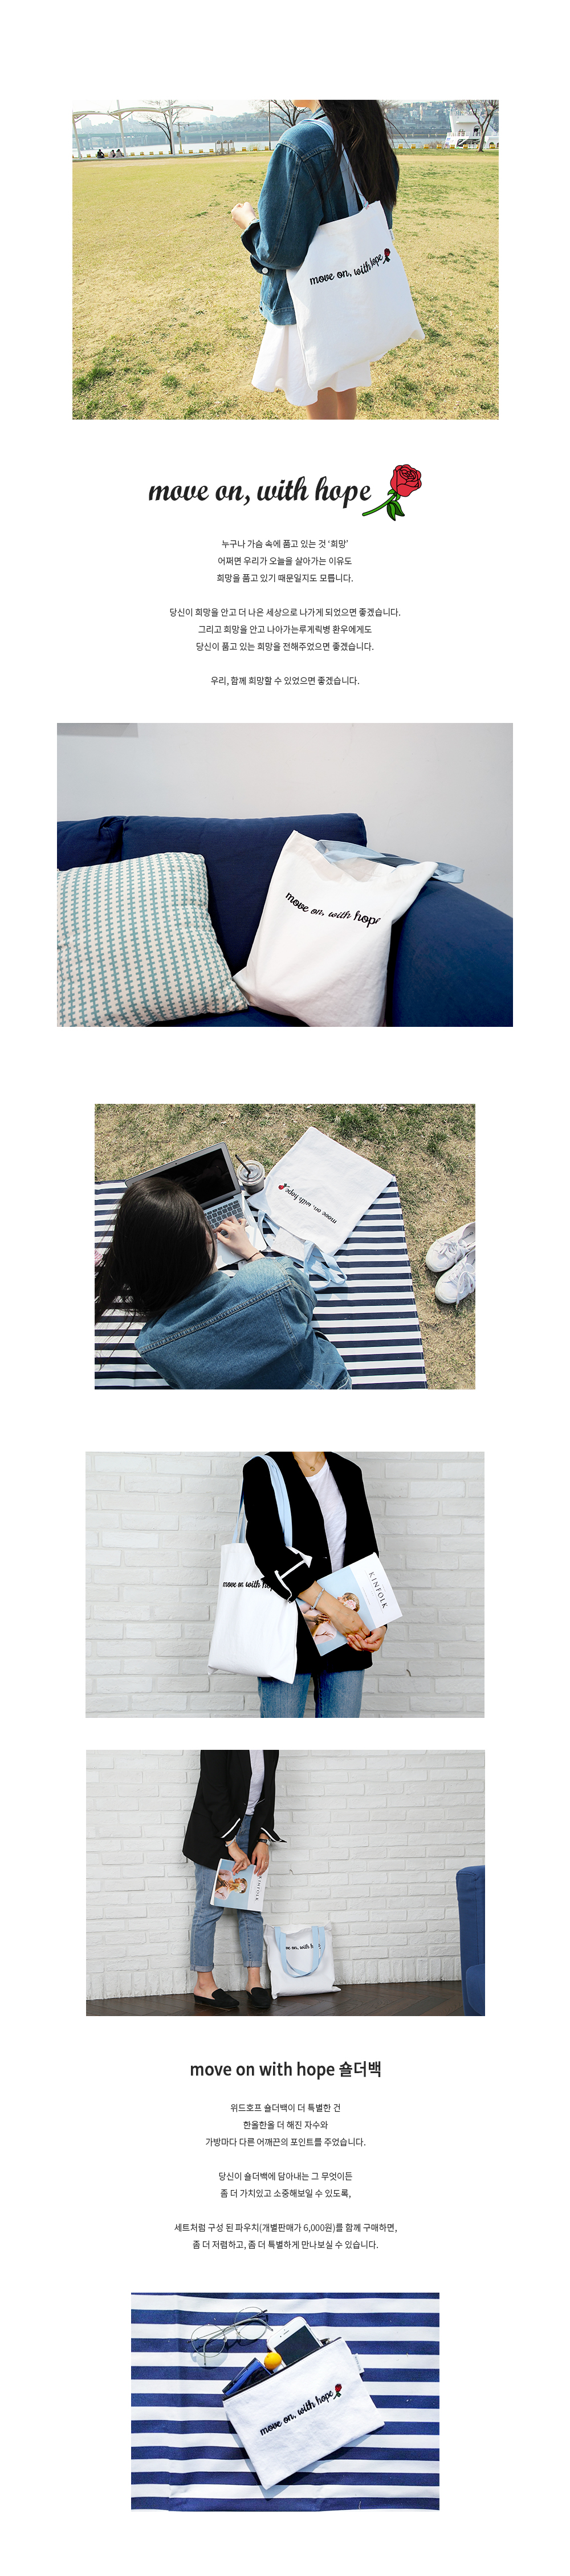 move on, with hope
move on, with hope
누구나 가슴 속에 품고 있는 것 ‘희망’
어쩌면 우리가 오늘을 살아가는 이유도
희망을 품고 있기 때문일지도 모릅니다.
당신이 희망을 안고 더 나은 세상으로 나가게 되었으면 좋겠습니다.
그리고 희망을 안고 나아가는루게릭병 환우에게도
당신이 품고 있는 희망을 전해주었으면 좋겠습니다.
우리, 함께 희망할 수 있었으면 좋겠습니다.
move on, with hope
move on, with hope
move on, with hop
KINFOLK
KINFOLK
e on, with h
move on with hope 숄더백
위드호프 숄더백이 더 특별한 건
한올한올 더 해진 자수와
가방마다 다른 어깨끈의 포인트를 주었습니다.
당신이 숄더백에 담아내는 그 무엇이든
좀 더 가치있고 소중해보일 수 있도록,
세트처럼 구성 된 파우치(개별판매가 6,000원)를 함께 구매하면,
좀 더 저렴하고, 좀 더 특별하게 만나보실 수 있습니다.
move on, with hope